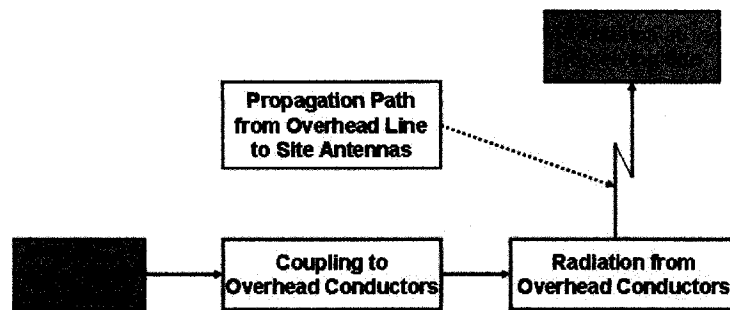 Propagation Path
from Overhead Line
to Site Antennas
Coupling to
Overhead Conductors
Radiation from
Overhead Conductors